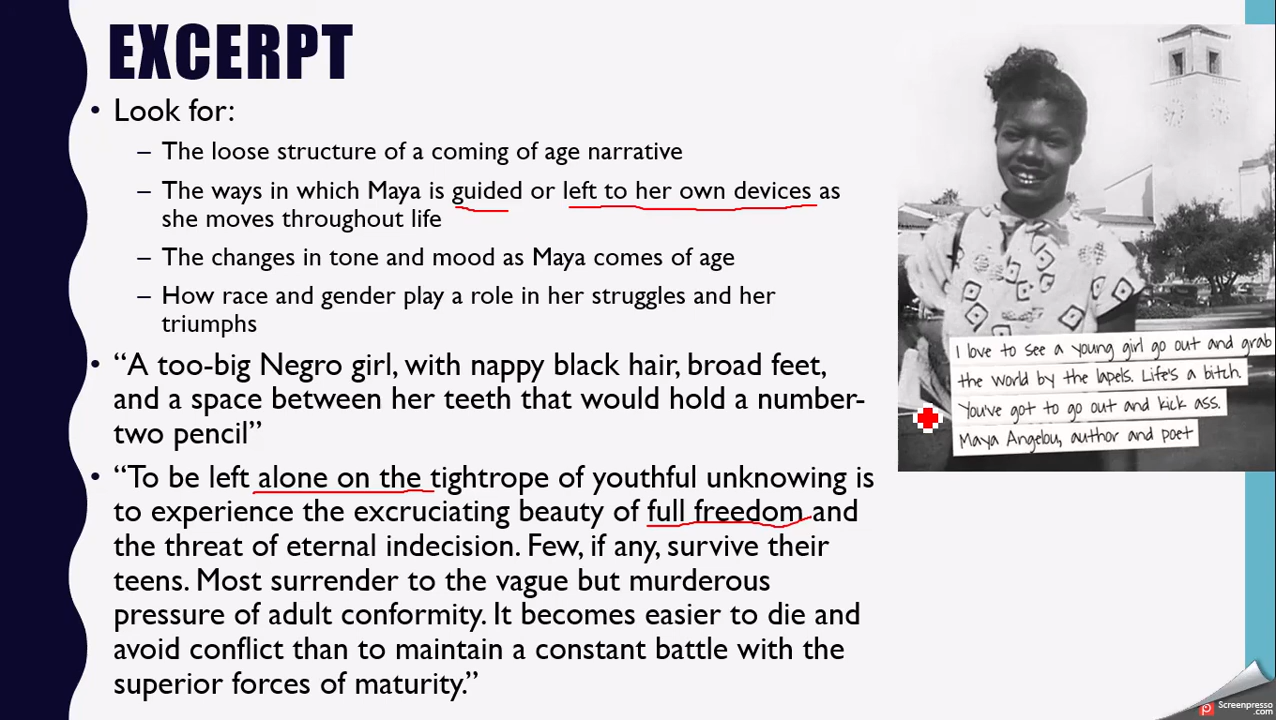 EXCERPT
• Look for:
– The loose structure of a coming of age narrative
– The ways in which Maya is guided or left to her own devices as
she moves throughout life
– The changes in tone and mood as Maya comes of age
– How race and gender play a role in her struggles and her
triumphs
• “A too-big Negro girl, with nappy black hair, broad feet,
and a space between her teeth that would hold a number-
two pencil”
• “To be left alone on the tightrope of youthful unknowing is
to experience the excruciating beauty of full freedom and
the threat of eternal indecision. Few, if any, survive their
teens. Most surrender to the vague but murderous
pressure of adult conformity. It becomes easier to die and
avoid conflict than to maintain a constant battle with the
superior forces of maturity.”
I love to see a young girl go out and grab
the world by the lapels. Life's a bitch.
You've got to go out and kick ass.
Maya Angelou, author and poet
Screenpresso
.com